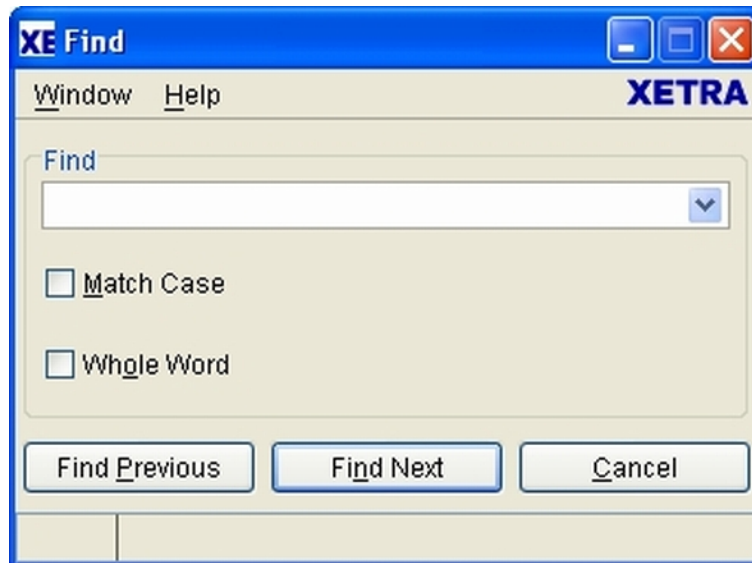 XE Find
Window Help XETRA
Find
Match Case
Whole Word
Find Previous Find Next Cancel